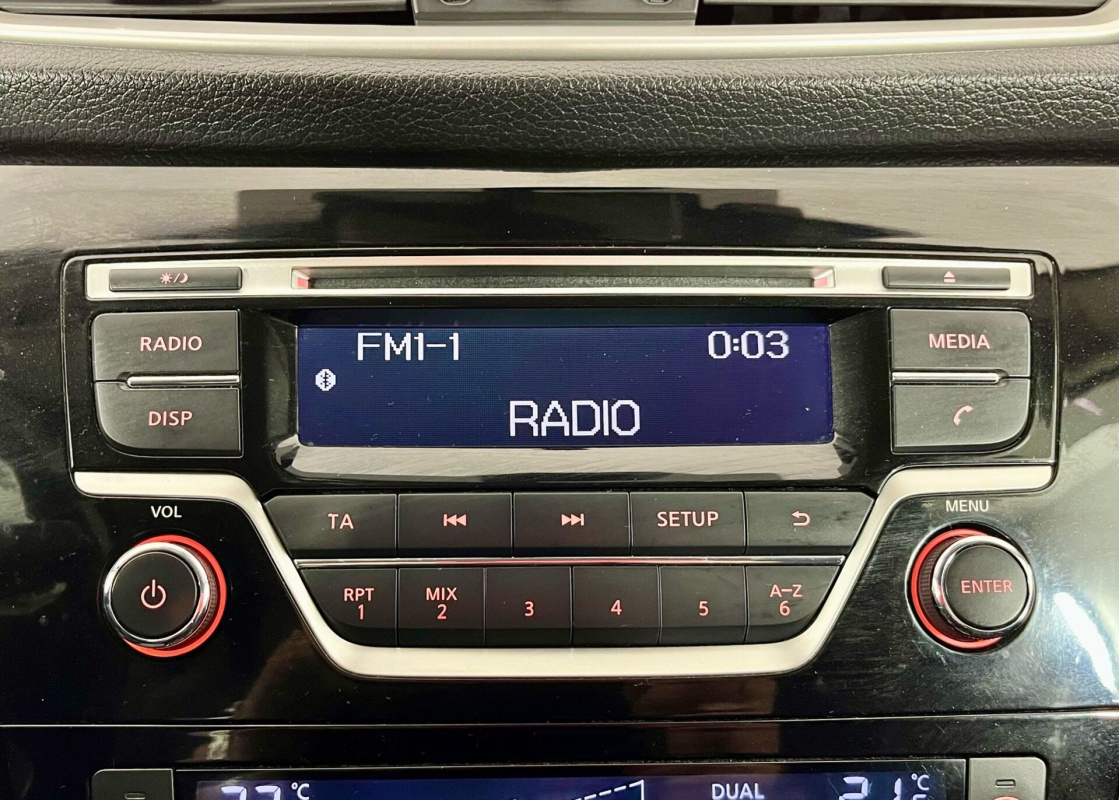 RADIO
MEDIA
DISP
FM1-1 0:03
RADIO
VOL
MENU
TA
SETUP
RPT
1
MIX
2
3
4
5
A-Z
6
ENTER
°C
DUAL
°C